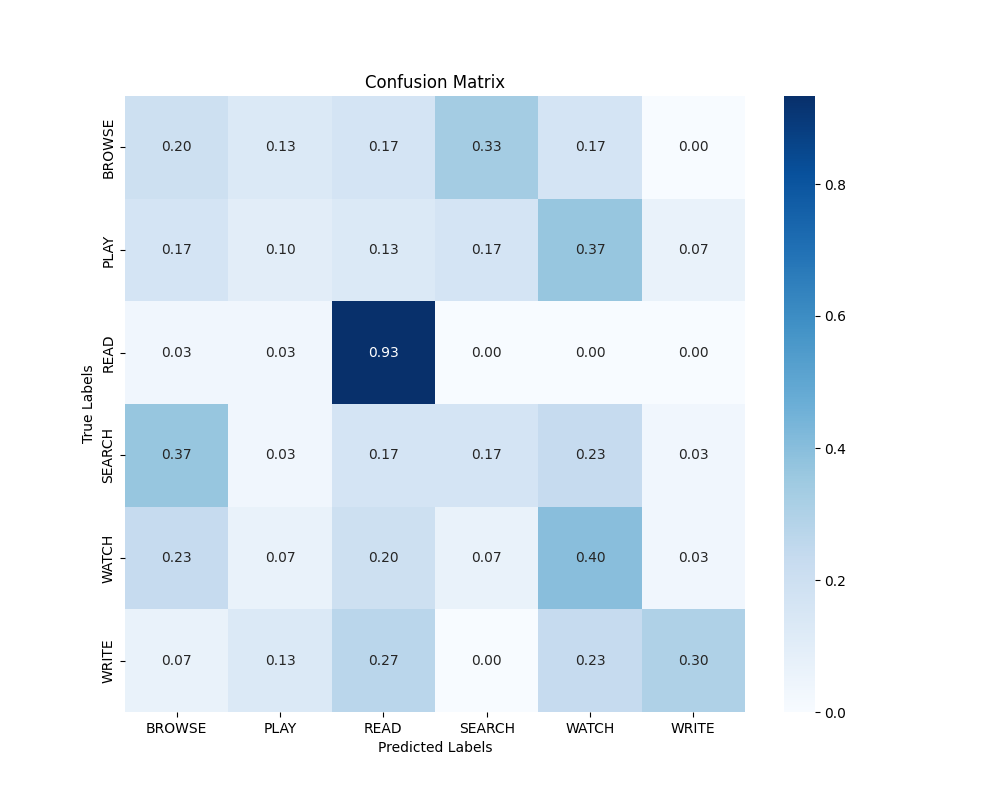 Confusion Matrix
BROWSE 0.20 0.13 0.17 0.33 0.17 0.00
PLAY 0.17 0.10 0.13 0.17 0.37 0.07
READ 0.03 0.03 0.93 0.00 0.00 0.00
SEARCH 0.37 0.03 0.17 0.17 0.23 0.03
WATCH 0.23 0.07 0.20 0.07 0.40 0.03
WRITE 0.07 0.13 0.27 0.00 0.23 0.30
True Labels
BROWSE PLAY READ SEARCH WATCH WRITE
Predicted Labels
0.8
0.6
0.4
0.2
0.0